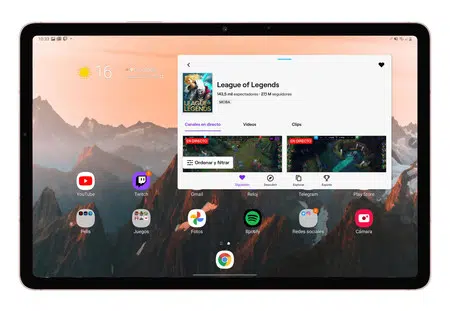 16
League of Legends
143,5 mil espectadores · 27,1 M seguidores
MOBA
LEAGUE OF
LEGENDS
Canales en directo Vídeos Clips
EN DIRECTO EN DIRECTO
Ordenar y filtrar
Siguiendo Descubrir Explorar Esports
YouTube Twitch Gmail Reloj Telegram Play Store
Pelis Juegos Fotos Spotify Redes sociales Cámara